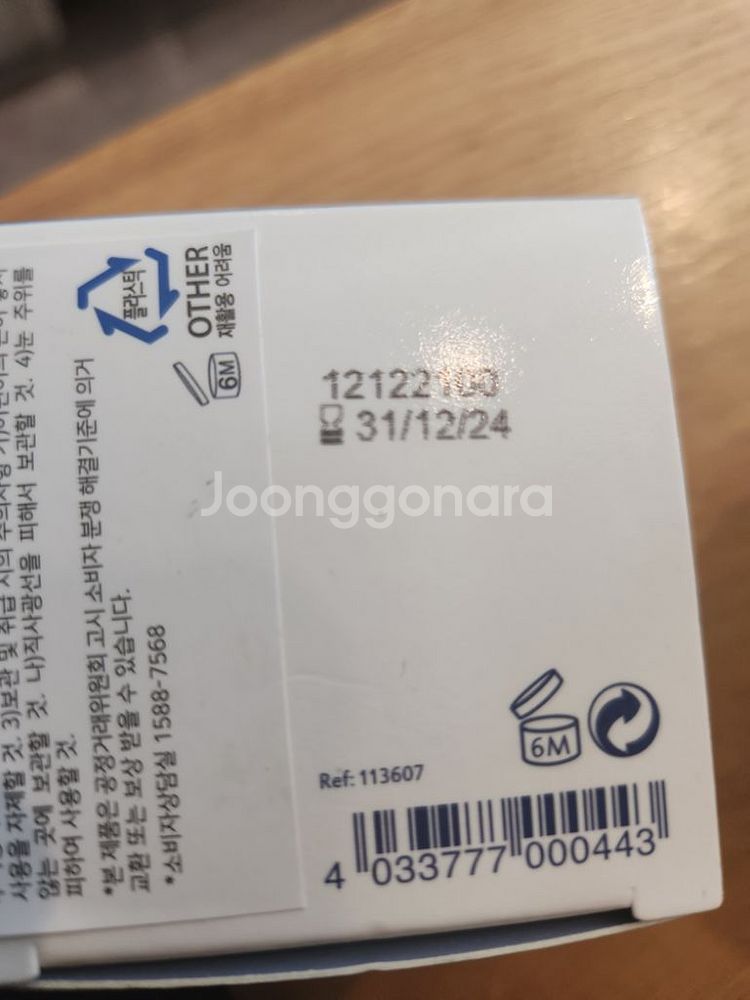 플라스틱
OTHER
재활용 어려움
6M
사용을 자제할 것. 3)보관 및 취급 시의 주의사항
않는 곳에 보관할 것. 나)직사광선을 피해서 보관할 것. 4)눈 주위를
피하여 사용할 것.
*본 제품은 공정거래위원회 고시 소비자 분쟁 해결기준에 의거
교환 또는 보상 받을 수 있습니다.
*소비자상담실 1588-7568
12122100
31/12/24
Joonggonara
6M
Ref: 113607
4 033777 000443